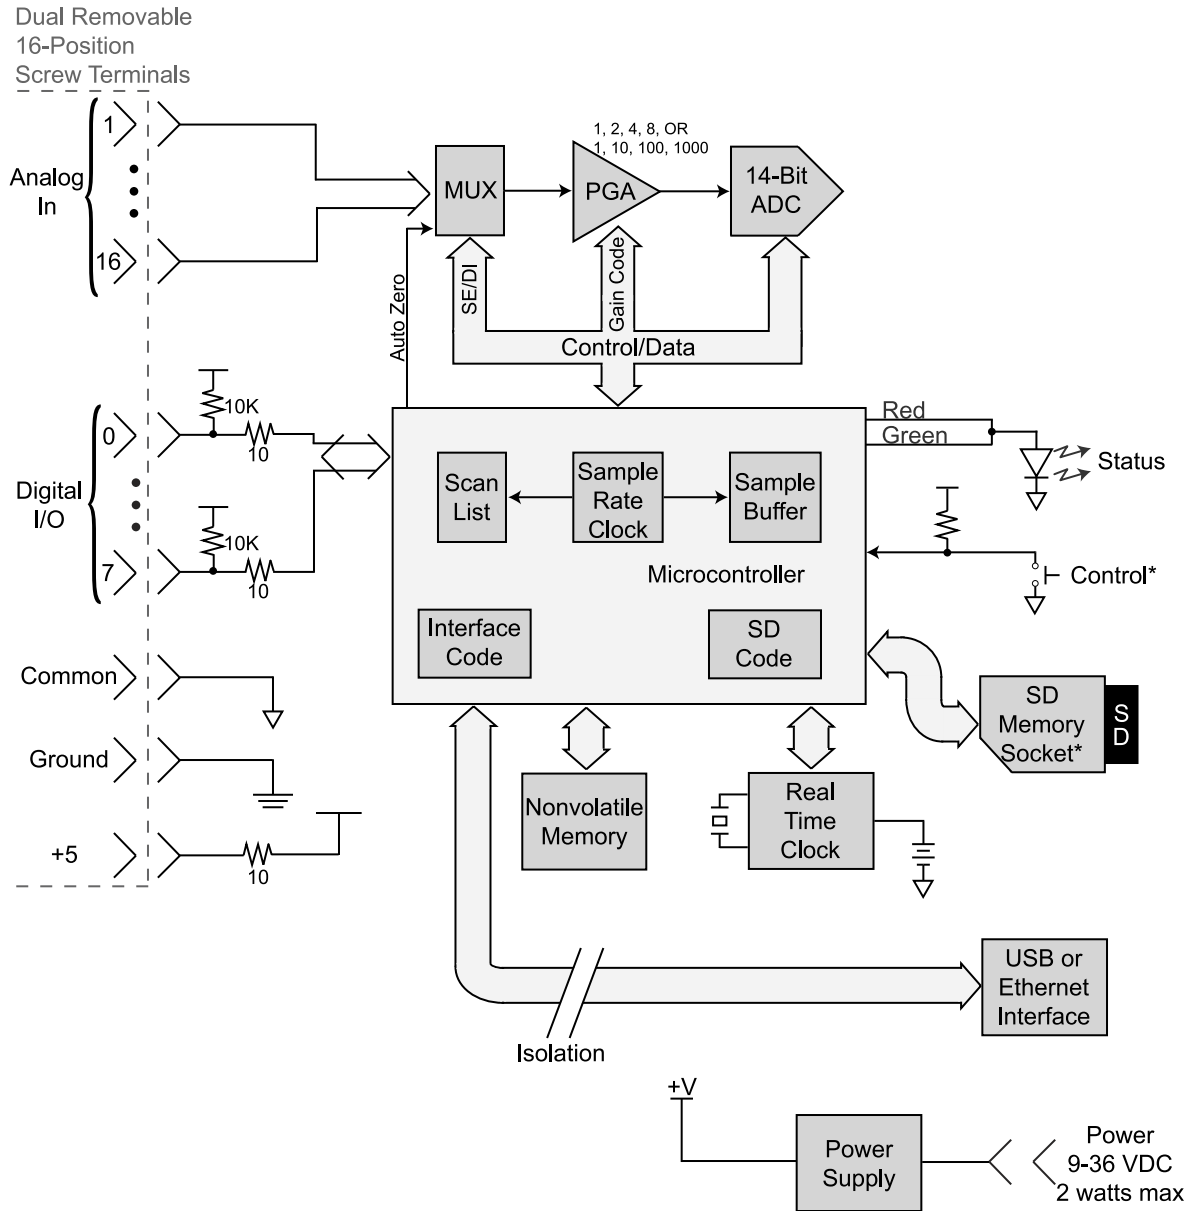 Dual Removable
16-Position
Screw Terminals
Analog
In
1
16
MUX
1, 2, 4, 8, OR
1, 10, 100, 1000
PGA
14-Bit
ADC
Auto Zero
SE/DI
Gain Code
Control/Data
Digital
I/O
0
7
10K
10
10K
10
Scan
List
Sample
Rate
Clock
Sample
Buffer
Microcontroller
Interface
Code
SD
Code
Red
Green
Status
Control*
Common
Ground
+5
10
SD
Memory
Socket*
S
D
Nonvolatile
Memory
Real
Time
Clock
USB or
Ethernet
Interface
Isolation
+V
Power
Supply
Power
9-36 VDC
2 watts max